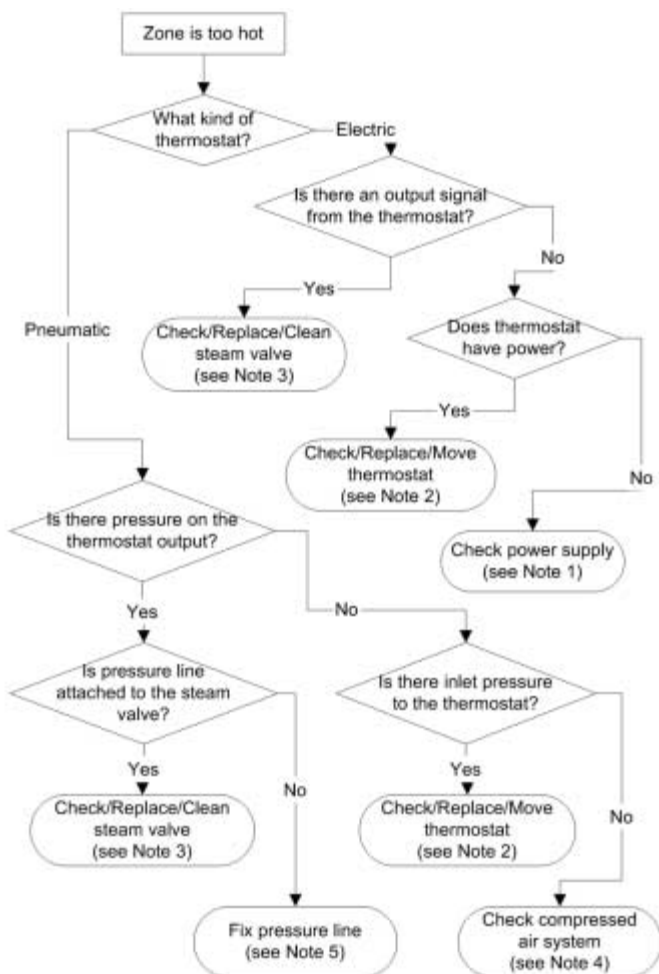 Zone is too hot
What kind of
thermostat?
Electric
Is there an output signal
from the thermostat?
No
Yes
Pneumatic
Check/Replace/Clean
steam valve
(see Note 3)
Does thermostat
have power?
Yes
Check/Replace/Move
thermostat
(see Note 2)
No
Is there pressure on the
thermostat output?
Check power supply
(see Note 1)
Yes
No
Is pressure line
attached to the steam
valve?
Is there inlet pressure
to the thermostat?
Yes
No
Yes
No
Check/Replace/Clean
steam valve
(see Note 3)
Check/Replace/Move
thermostat
(see Note 2)
Fix pressure line
(see Note 5)
Check compressed
air system
(see Note 4)